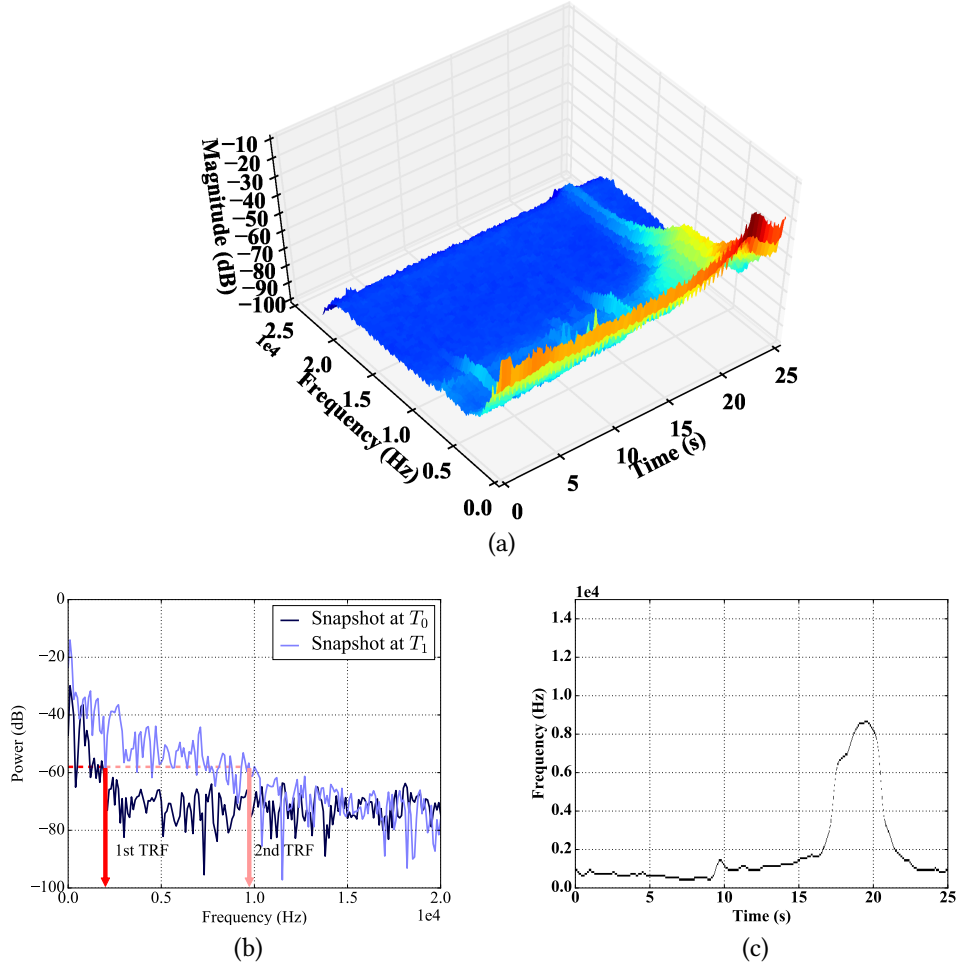 −10
−20
−30
−40
−50
−60
−70
−80
−90
−100
Magnitude (dB)
2.5
2.0
1.5
1.0
0.5
0.0
1e4
Frequency (Hz)
0
5
10
15
20
25
Time (s)
(a)
0
−20
−40
−60
−80
−100
Power (dB)
Snapshot at T0
Snapshot at T1
1st TRF
2nd TRF
0.0 0.5 1.0 1.5 2.0
1e4
Frequency (Hz)
(b)
1e4
1.4
1.2
1.0
0.8
0.6
0.4
0.2
0.0
Frequency (Hz)
0 5 10 15 20 25
Time (s)
(c)